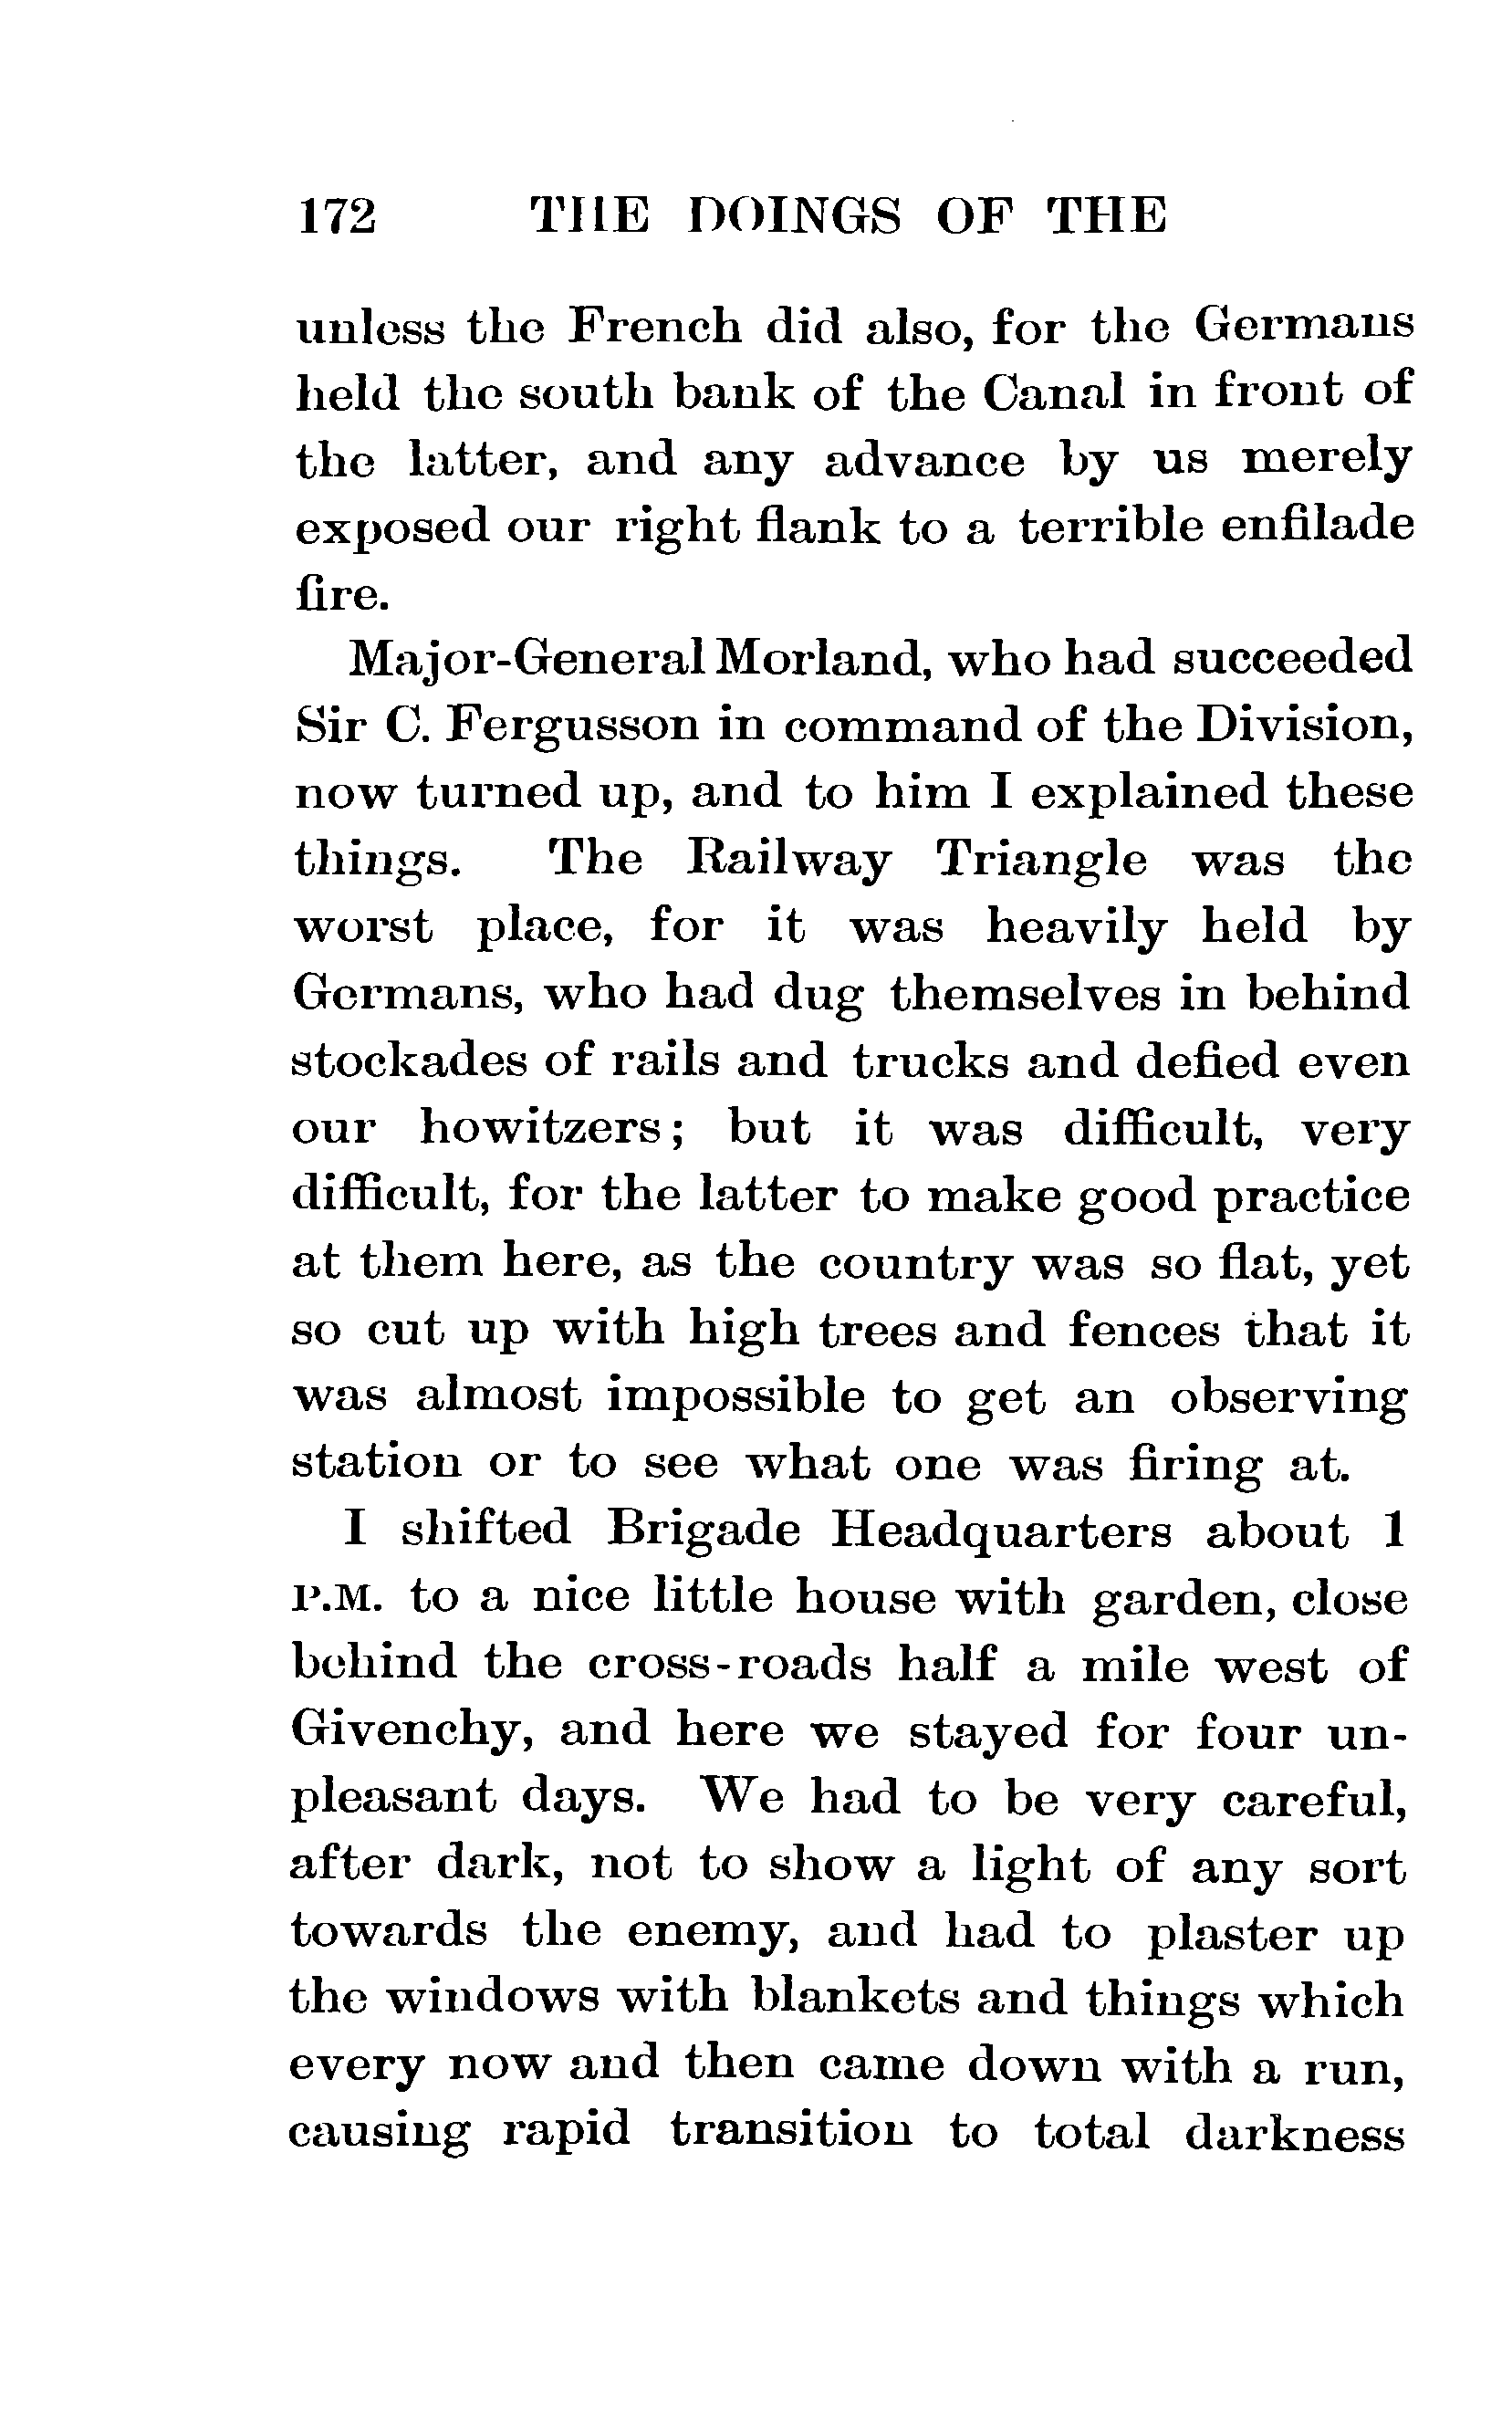 172 THE DOINGS OF THE
unless the French did also, for the Germans
held the south bank of the Canal in front of
the latter, and any advance by us merely
exposed our right flank to a terrible enfilade
fire.
Major-General Morland, who had succeeded
Sir C. Fergusson in command of the Division,
now turned up, and to him I explained these
things. The Railway Triangle was the
worst place, for it was heavily held by
Germans, who had dug themselves in behind
stockades of rails and trucks and defied even
our howitzers; but it was difficult, very
difficult, for the latter to make good practice
at them here, as the country was so flat, yet
so cut up with high trees and fences that it
was almost impossible to get an observing
station or to see what one was firing at.
I shifted Brigade Headquarters about 1
P.M. to a nice little house with garden, close
behind the cross-roads half a mile west of
Givenchy, and here we stayed for four un-
pleasant days. We had to be very careful,
after dark, not to show a light of any sort
towards the enemy, and had to plaster up
the windows with blankets and things which
every now and then came down with a run,
causing rapid transition to total darkness